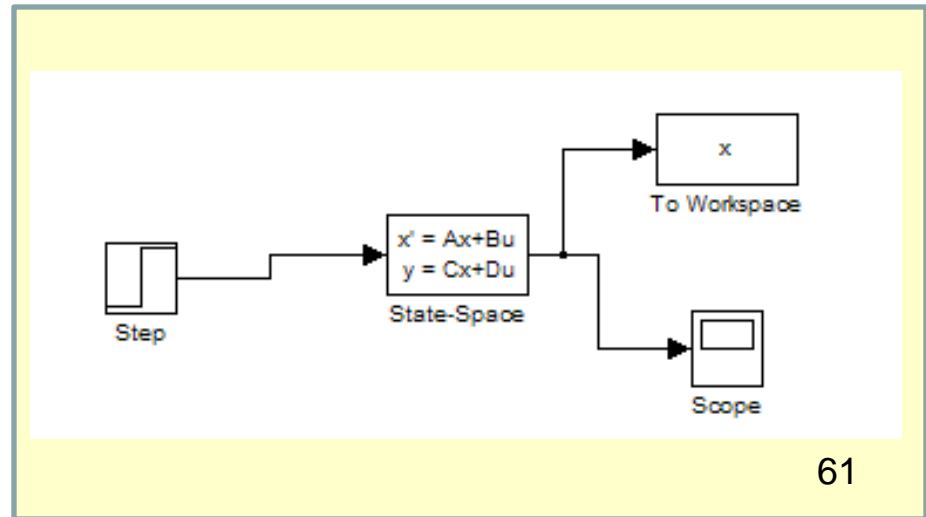 x
To Workspace
x' = Ax+Bu
y = Cx+Du
State-Space
Step
Scope
61